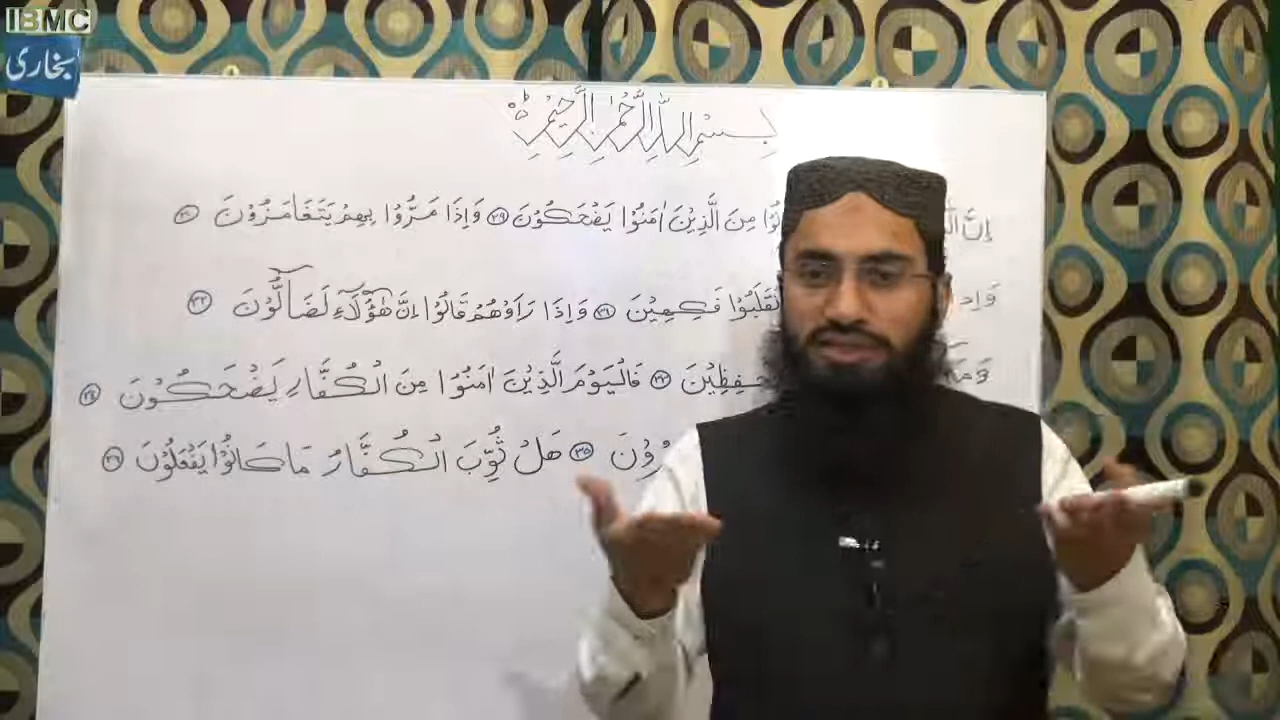 IBMC
بخاری
بِسْمِ اللّٰهِ الرَّحْمٰنِ الرَّحِيْمِ
اِنَّ مِنَ الَّذِيْنَ اٰمَنُوْا يَضْحَكُوْنَ ۲۹ وَاِذَا مَرُّوْا بِهِمْ يَتَغَامَزُوْنَ ۳۰
انْقَلَبُوْا فَكِهِيْنَ ۳۱ وَاِذَا رَاَوْهُمْ قَالُوْٓا اِنَّ هٰٓؤُلَآءِ لَضَآلُّوْنَ ۳۲
حٰفِظِيْنَ ۳۳ فَالْيَوْمَ الَّذِيْنَ اٰمَنُوْا مِنَ الْكُفَّارِ يَضْحَكُوْنَ ۳۴
۳۵ هَلْ ثُوِّبَ الْكُفَّارُ مَا كَانُوْا يَفْعَلُوْنَ ۳۶